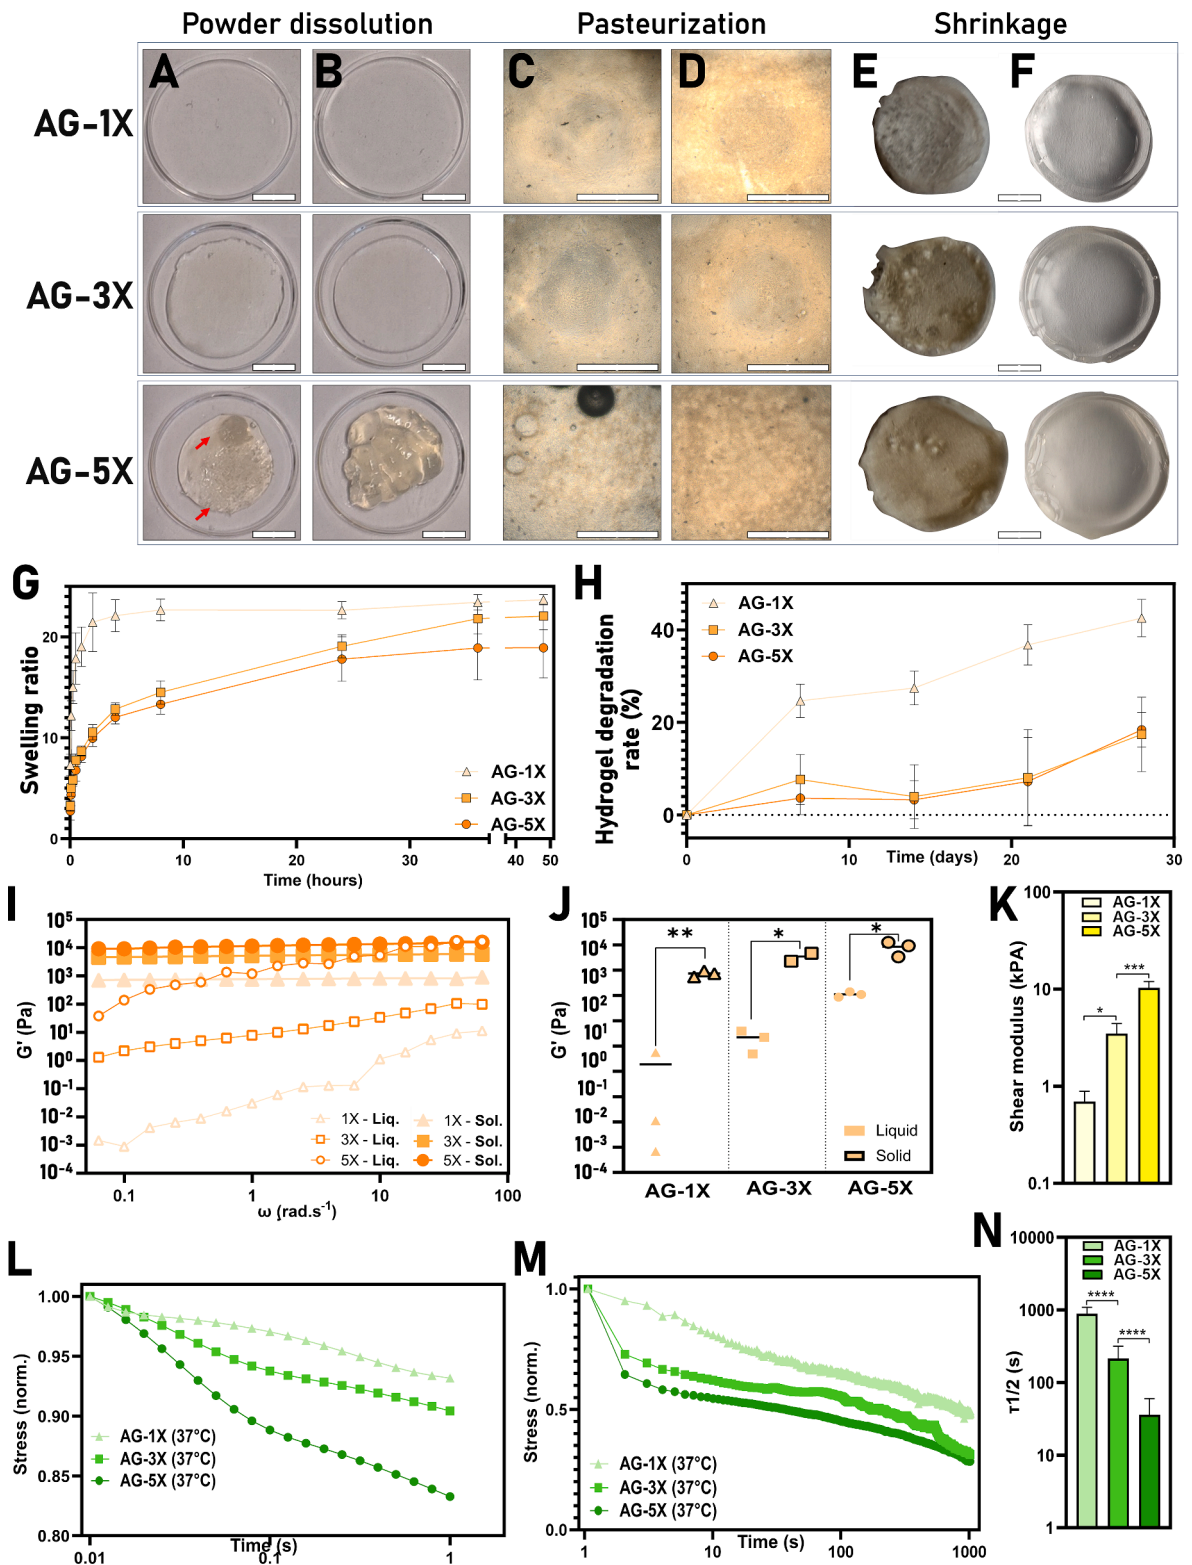 Powder dissolution Pasteurization Shrinkage
A B C D E F
AG-1X
AG-3X
AG-5X
G
Swelling ratio
20
10
0
0 10 20 30 40 50
Time (hours)
AG-1X
AG-3X
AG-5X
H
Hydrogel degradation
rate (%)
40
20
0
0 10 20 30
Time (days)
AG-1X
AG-3X
AG-5X
I
G' (Pa)
10⁵
10⁴
10³
10²
10¹
10⁰
10⁻¹
10⁻²
10⁻³
10⁻⁴
0.1 1 10 100
ω (rad.s⁻¹)
1X - Liq. 1X - Sol.
3X - Liq. 3X - Sol.
5X - Liq. 5X - Sol.
J
G' (Pa)
10⁵
10⁴
10³
10²
10¹
10⁰
10⁻¹
10⁻²
10⁻³
10⁻⁴
** * *
Liquid
Solid
AG-1X AG-3X AG-5X
K
Shear modulus (kPA)
100
10
1
0.1
AG-1X
AG-3X
AG-5X
***
*
L
Stress (norm.)
1.00
0.95
0.90
0.85
0.80
0.01 0.1 1
Time (s)
AG-1X (37°C)
AG-3X (37°C)
AG-5X (37°C)
M
Stress (norm.)
1.0
0.5
0.0
1 10 100 1000
Time (s)
AG-1X (37°C)
AG-3X (37°C)
AG-5X (37°C)
N
τ1/2 (s)
10000
1000
100
10
1
AG-1X
AG-3X
AG-5X
****
****